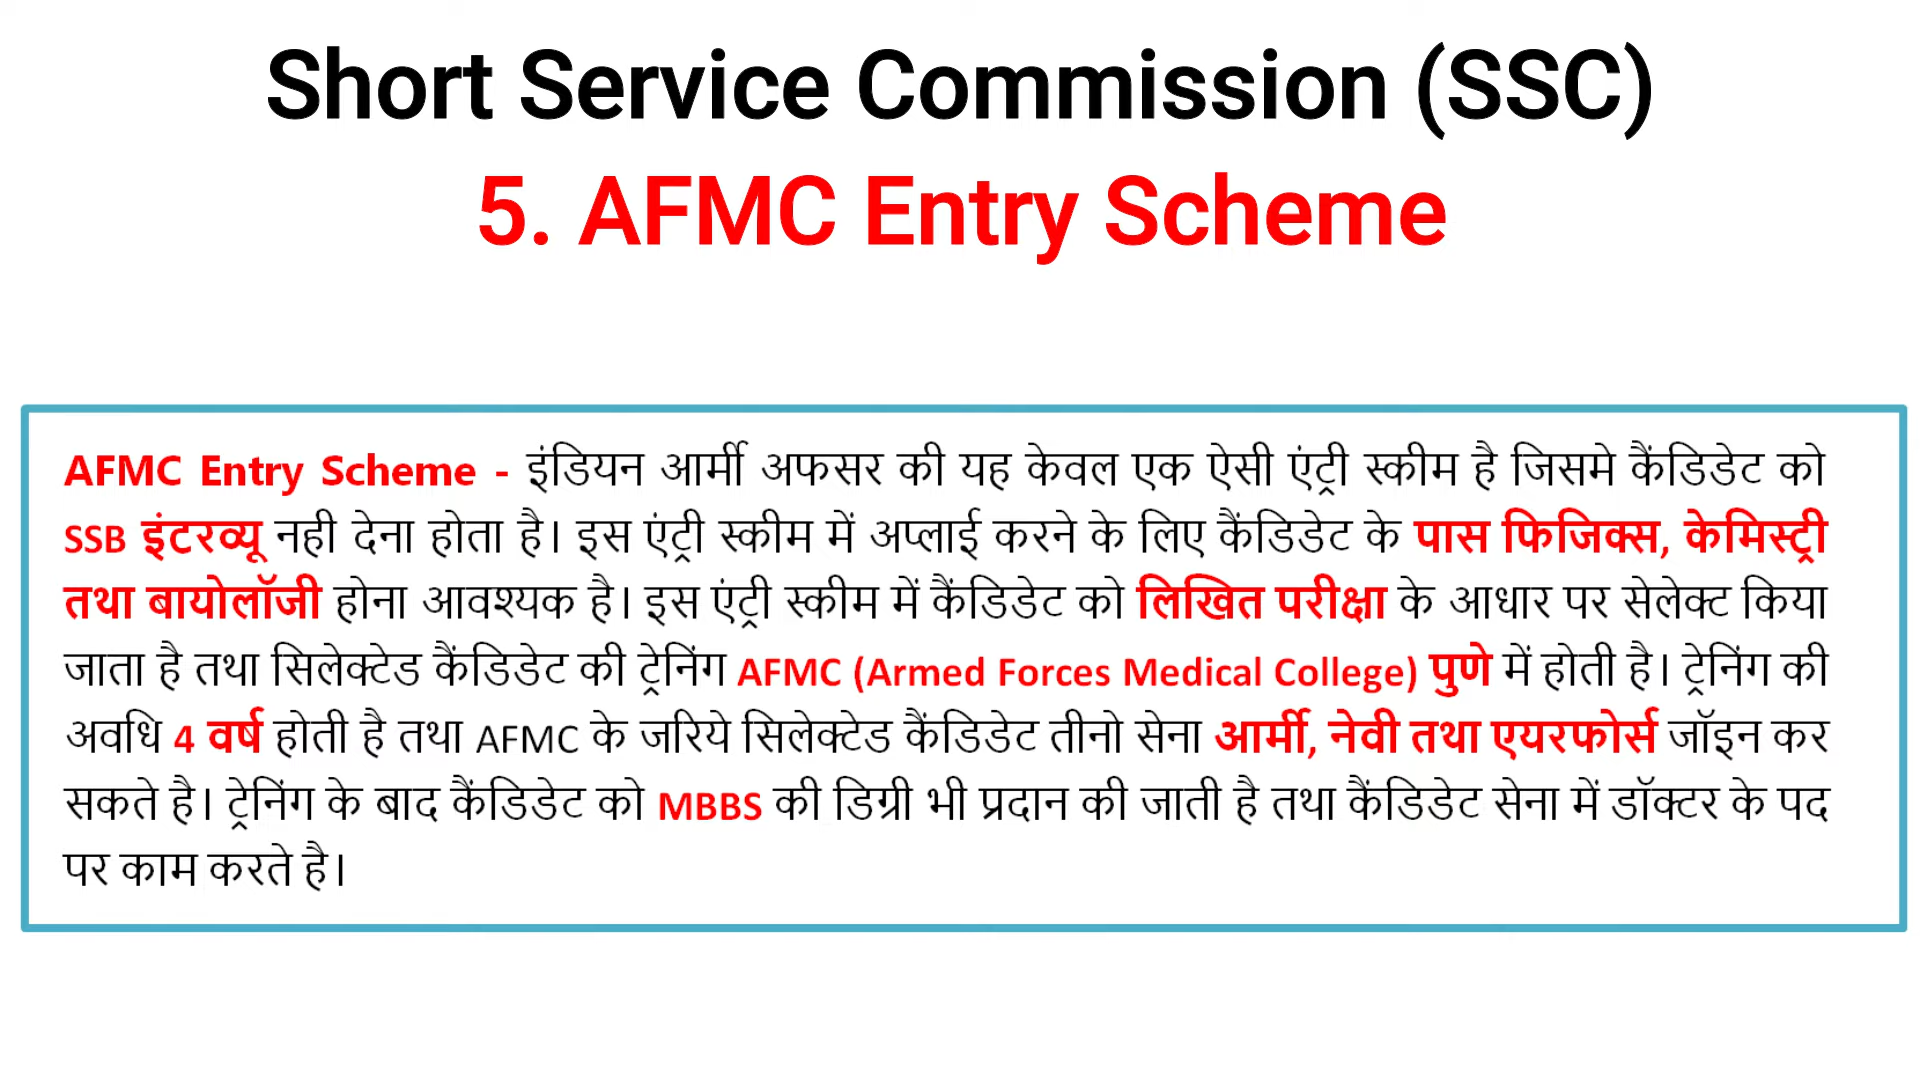 Short Service Commission (SSC)
5. AFMC Entry Scheme
AFMC Entry Scheme - इंडियन आर्मी अफसर की यह केवल एक ऐसी एंट्री स्कीम है जिसमे कैंडिडेट को
SSB इंटरव्यू नही देना होता है। इस एंट्री स्कीम में अप्लाई करने के लिए कैंडिडेट के पास फिजिक्स, केमिस्ट्री
तथा बायोलॉजी होना आवश्यक है। इस एंट्री स्कीम में कैंडिडेट को लिखित परीक्षा के आधार पर सेलेक्ट किया
जाता है तथा सिलेक्टेड कैंडिडेट की ट्रेनिंग AFMC (Armed Forces Medical College) पुणे में होती है। ट्रेनिंग की
अवधि 4 वर्ष होती है तथा AFMC के जरिये सिलेक्टेड कैंडिडेट तीनो सेना आर्मी, नेवी तथा एयरफोर्स जॉइन कर
सकते है। ट्रेनिंग के बाद कैंडिडेट को MBBS की डिग्री भी प्रदान की जाती है तथा कैंडिडेट सेना में डॉक्टर के पद
पर काम करते है।